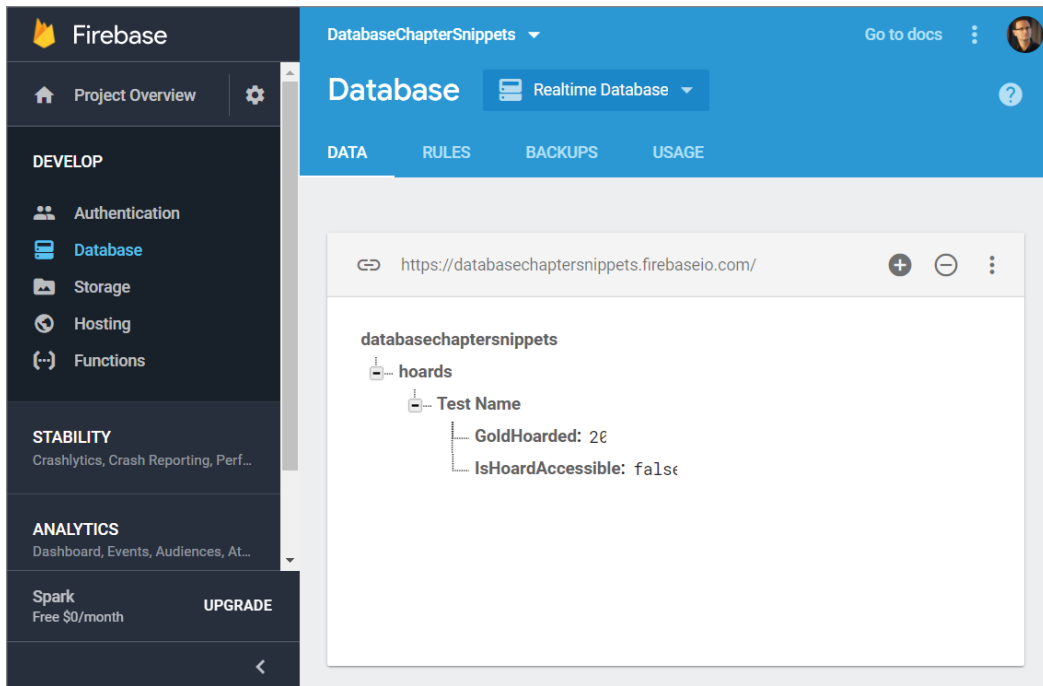 Firebase
Project Overview
DEVELOP
Authentication
Database
Storage
Hosting
Functions
STABILITY
Crashlytics, Crash Reporting, Perf...
ANALYTICS
Dashboard, Events, Audiences, At...
Spark
Free $0/month
UPGRADE
DatabaseChapterSnippets
Go to docs
Database
Realtime Database
?
DATA RULES BACKUPS USAGE
https://databasechaptersnippets.firebaseio.com/
databasechaptersnippets
hoards
Test Name
GoldHoarded: 20
IsHoardAccessible: false